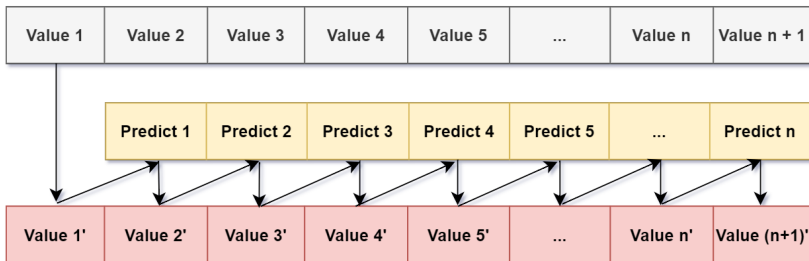 Value 1 Value 2 Value 3 Value 4 Value 5 ... Value n Value n + 1
Predict 1 Predict 2 Predict 3 Predict 4 Predict 5 ... Predict n
Value 1' Value 2' Value 3' Value 4' Value 5' ... Value n' Value (n+1)'